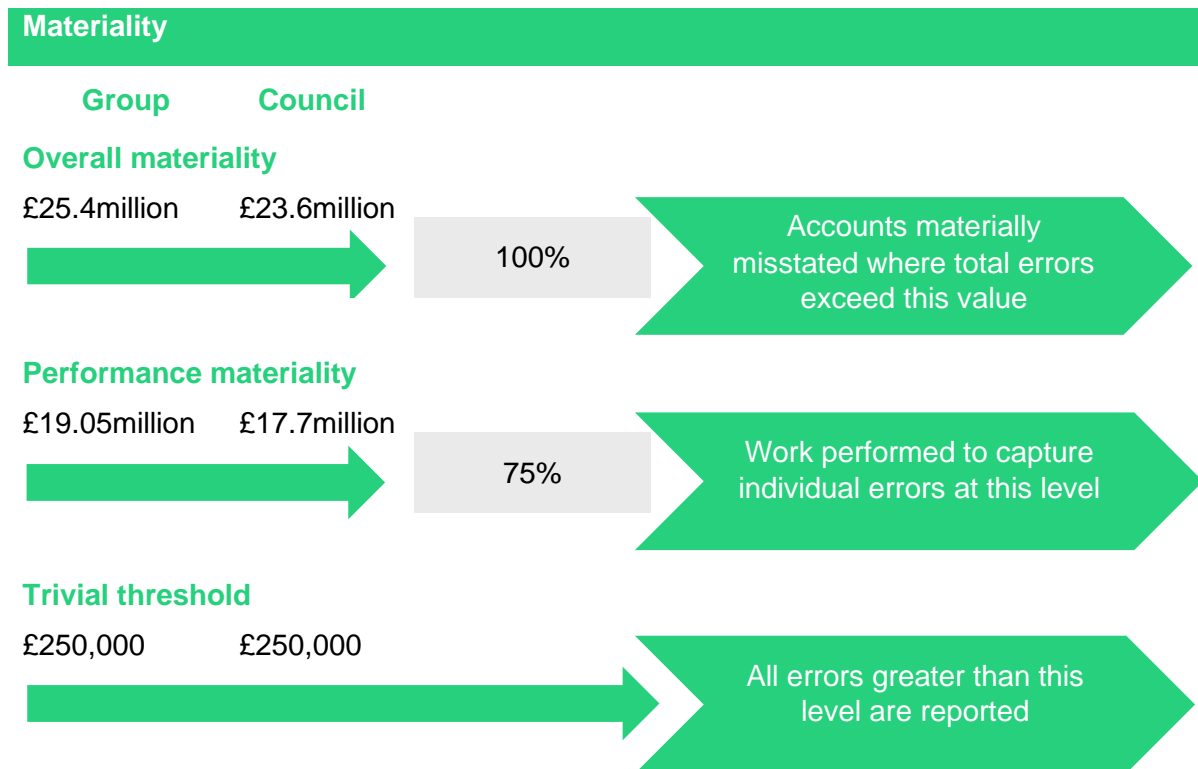 Materiality
Group Council
Overall materiality
£25.4million £23.6million
100%
Accounts materially
misstated where total errors
exceed this value
Performance materiality
£19.05million £17.7million
75%
Work performed to capture
individual errors at this level
Trivial threshold
£250,000 £250,000
All errors greater than this
level are reported